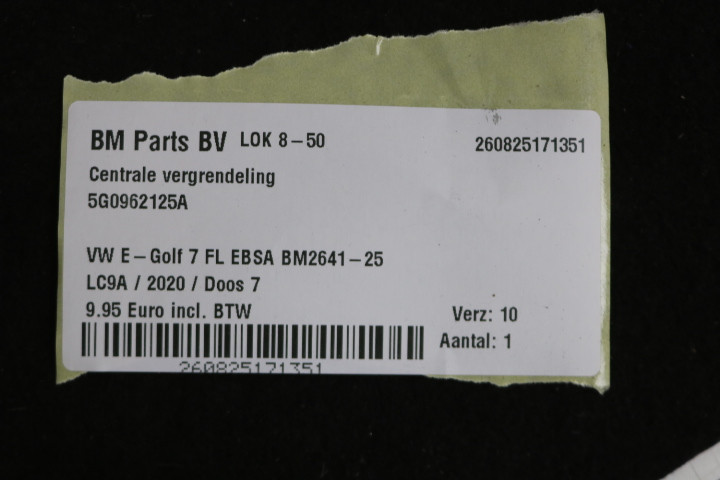 BM Parts BV LOK 8-50 260825171351
Centrale vergrendeling
5G0962125A
VW E-Golf 7 FL EBSA BM2641-25
LC9A / 2020 / Doos 7
9.95 Euro incl. BTW Verz: 10
Aantal: 1
260825171351